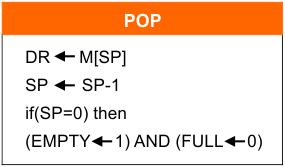 POP
DR ← M[SP]
SP ← SP-1
if(SP=0) then
(EMPTY←1) AND (FULL←0)